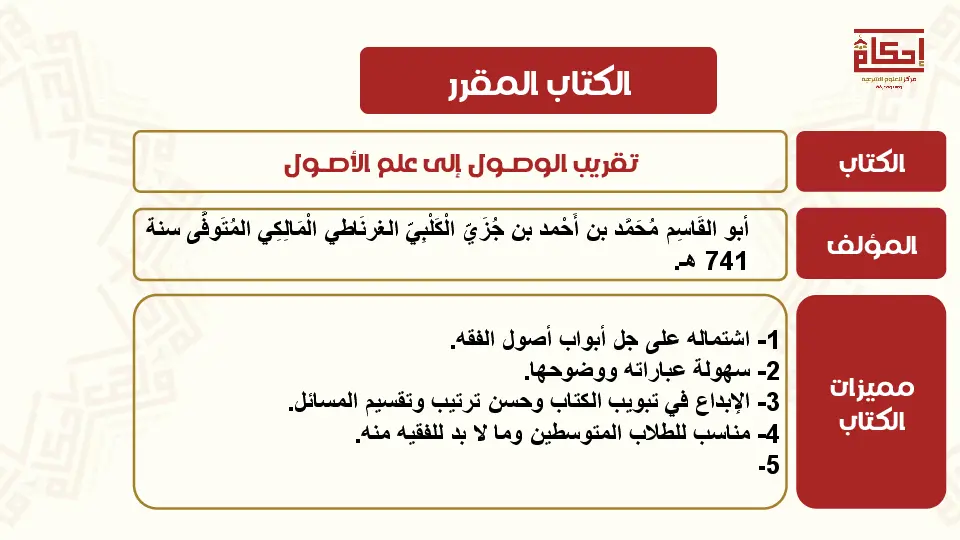 إحكام
مركز للعلوم الشرعية
الكتاب المقرر
الكتاب
تقريب الوصول إلى علم الأصول
المؤلف
أبو القَاسِم مُحَمَّد بن أَحْمد بن جُزَيّ الْكَلْبِيّ الغرنَاطي الْمَالِكِي المُتَوفَّى سنة
741 هـ.
مميزات
الكتاب
1- اشتماله على جل أبواب أصول الفقه.
2- سهولة عباراته ووضوحها.
3- الإبداع في تبويب الكتاب وحسن ترتيب وتقسيم المسائل.
4- مناسب للطلاب المتوسطين وما لا بد للفقيه منه.
5-